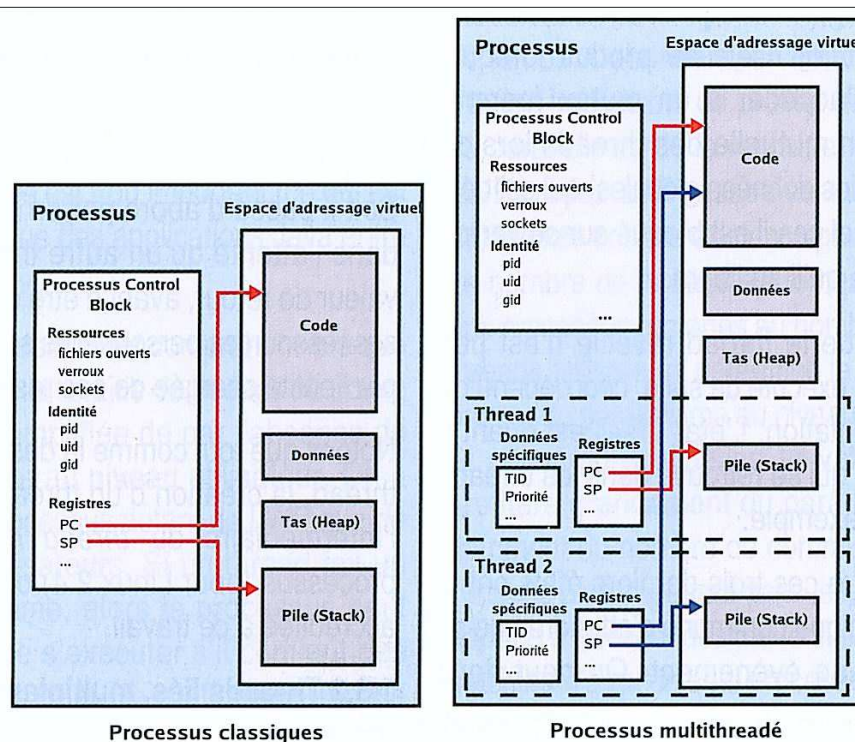 Processus
Espace d'adressage virtuel
Processus Control
Block
Ressources
fichiers ouverts
verroux
sockets
Identité
pid
uid
gid
Registres
PC
SP
...
Code
Données
Tas (Heap)
Pile (Stack)
Processus classiques
Processus
Espace d'adressage virtue
Processus Control
Block
Ressources
fichiers ouverts
verroux
sockets
Identité
pid
uid
gid
...
Code
Données
Tas (Heap)
Thread 1
Données
spécifiques
TID
Priorité
...
Registres
PC
SP
...
Pile (Stack)
Thread 2
Données
spécifiques
TID
Priorité
...
Registres
PC
SP
...
Pile (Stack)
Processus multithreadé